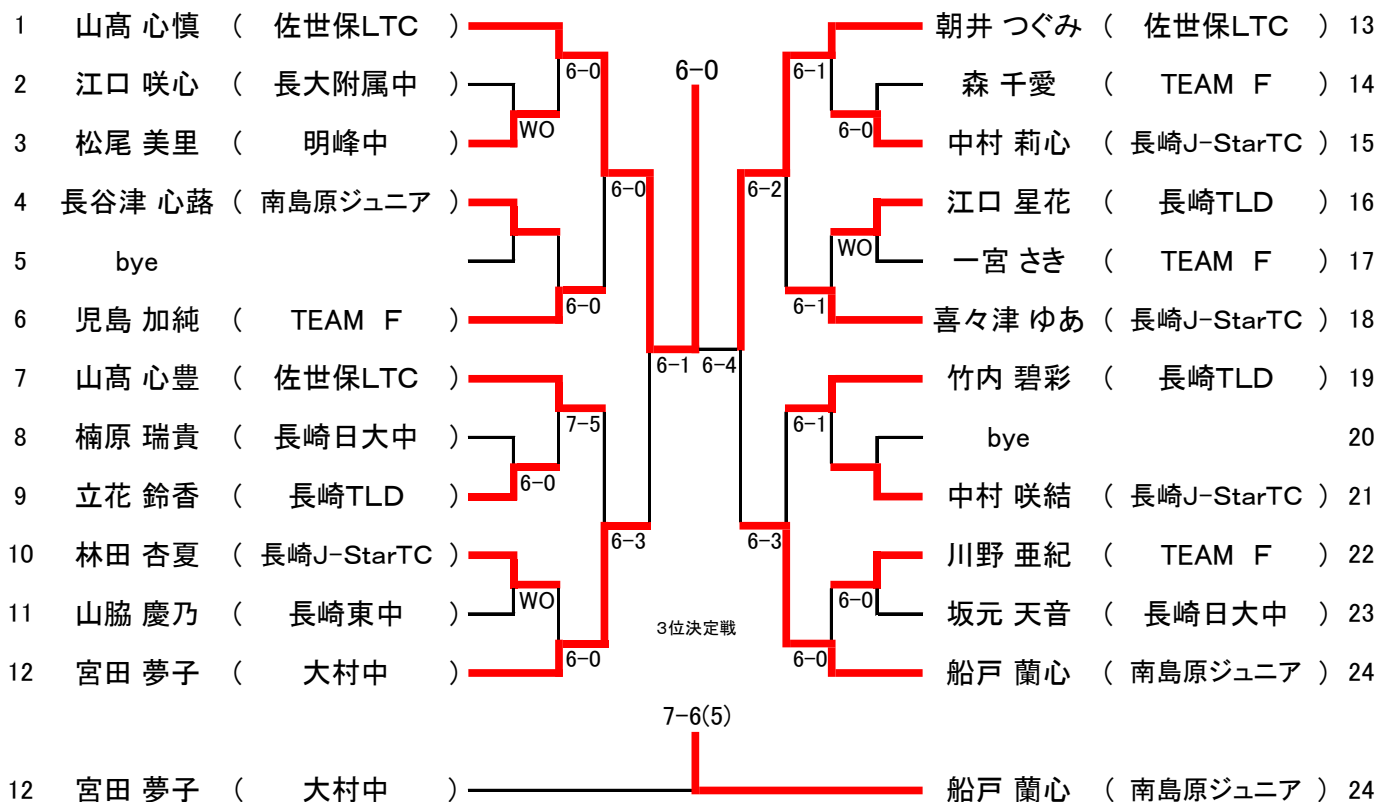 1 山髙 心慎 ( 佐世保LTC ) 朝井 つぐみ ( 佐世保LTC ) 13
6-0 6-0 6-1
2 江口 咲心 ( 長大附属中 ) 森 千愛 ( TEAM F ) 14
WO 6-0
3 松尾 美里 ( 明峰中 ) 中村 莉心 ( 長崎J-StarTC ) 15
6-0 6-2
4 長谷津 心蕗 ( 南島原ジュニア ) 江口 星花 ( 長崎TLD ) 16
WO
5 bye 一宮 さき ( TEAM F ) 17
6-0 6-1
6 児島 加純 ( TEAM F ) 喜々津 ゆあ ( 長崎J-StarTC ) 18
6-1 6-4
7 山髙 心豊 ( 佐世保LTC ) 竹内 碧彩 ( 長崎TLD ) 19
7-5 6-1
8 楠原 瑞貴 ( 長崎日大中 ) bye 20
6-0
9 立花 鈴香 ( 長崎TLD ) 中村 咲結 ( 長崎J-StarTC ) 21
6-3 6-3
10 林田 杏夏 ( 長崎J-StarTC ) 川野 亜紀 ( TEAM F ) 22
WO 6-0
11 山脇 慶乃 ( 長崎東中 ) 坂元 天音 ( 長崎日大中 ) 23
3位決定戦
6-0 6-0
12 宮田 夢子 ( 大村中 ) 船戸 蘭心 ( 南島原ジュニア ) 24
7-6(5)
12 宮田 夢子 ( 大村中 ) 船戸 蘭心 ( 南島原ジュニア ) 24